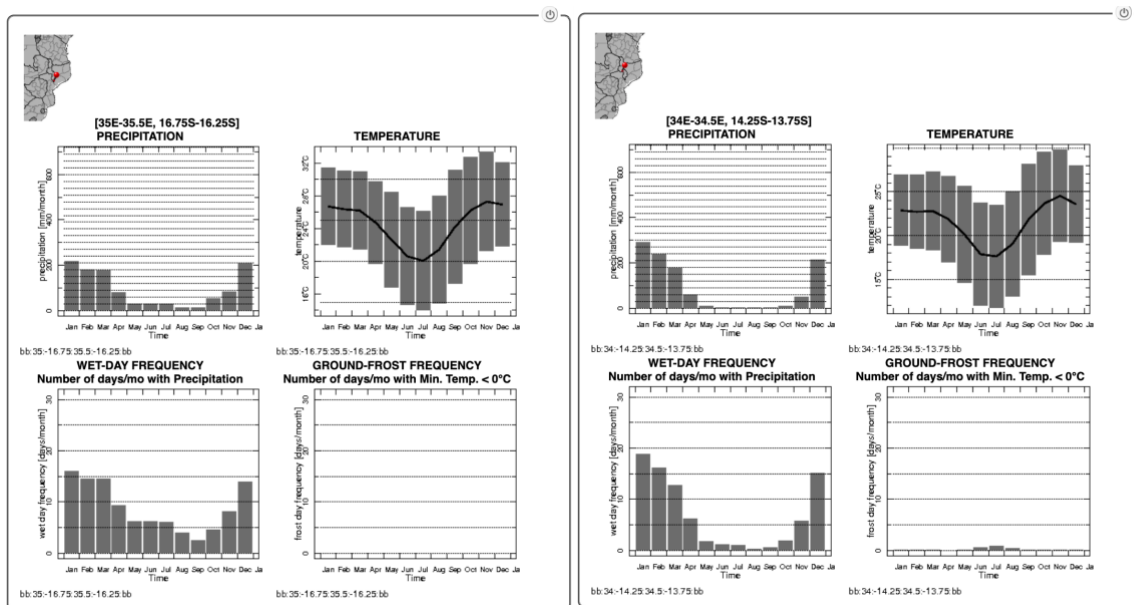 [35E-35.5E, 16.75S-16.25S]
PRECIPITATION
TEMPERATURE
precipitation [mm/month]
600
400
200
0
Jan Feb Mar Apr May Jun Jul Aug Sep Oct Nov Dec Ja
Time
bb:35:-16.75:35.5:-16.25:bb
temperature
32°C
28°C
24°C
20°C
16°C
Jan Feb Mar Apr May Jun Jul Aug Sep Oct Nov Dec Ja
Time
bb:35:-16.75:35.5:-16.25:bb
WET-DAY FREQUENCY
Number of days/mo with Precipitation
wet day frequency [days/month]
30
20
10
0
Jan Feb Mar Apr May Jun Jul Aug Sep Oct Nov Dec Ja
Time
bb:35:-16.75:35.5:-16.25:bb
GROUND-FROST FREQUENCY
Number of days/mo with Min. Temp. < 0°C
frost day frequency [days/month]
30
20
10
0
Jan Feb Mar Apr May Jun Jul Aug Sep Oct Nov Dec Ja
Time
bb:35:-16.75:35.5:-16.25:bb
[34E-34.5E, 14.25S-13.75S]
PRECIPITATION
TEMPERATURE
precipitation [mm/month]
600
400
200
0
Jan Feb Mar Apr May Jun Jul Aug Sep Oct Nov Dec Ja
Time
bb:34:-14.25:34.5:-13.75:bb
temperature
25°C
20°C
15°C
Jan Feb Mar Apr May Jun Jul Aug Sep Oct Nov Dec Ja
Time
bb:34:-14.25:34.5:-13.75:bb
WET-DAY FREQUENCY
Number of days/mo with Precipitation
wet day frequency [days/month]
30
20
10
0
Jan Feb Mar Apr May Jun Jul Aug Sep Oct Nov Dec Ja
Time
bb:34:-14.25:34.5:-13.75:bb
GROUND-FROST FREQUENCY
Number of days/mo with Min. Temp. < 0°C
frost day frequency [days/month]
30
20
10
0
Jan Feb Mar Apr May Jun Jul Aug Sep Oct Nov Dec Ja
Time
bb:34:-14.25:34.5:-13.75:bb